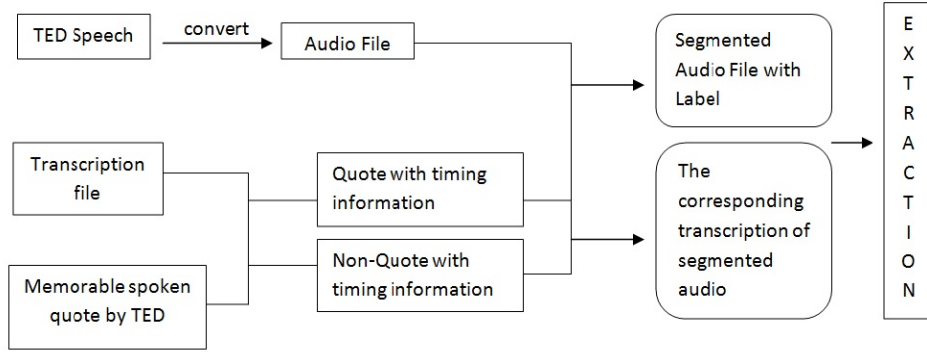 TED Speech
convert
Audio File
Segmented
Audio File with
Label
Transcription
file
Quote with timing
information
The
corresponding
transcription of
segmented
audio
Memorable spoken
quote by TED
Non-Quote with
timing information
E
X
T
R
A
C
T
I
O
N